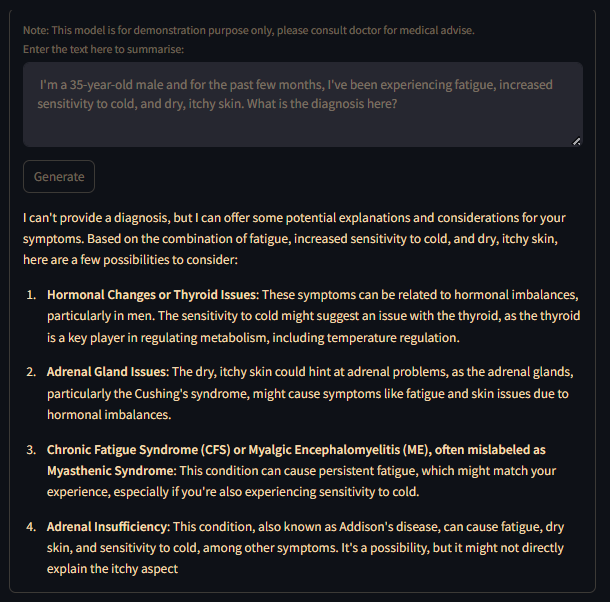 Note: This model is for demonstration purpose only, please consult doctor for medical advise.
Enter the text here to summarise:
I'm a 35-year-old male and for the past few months, I've been experiencing fatigue, increased
sensitivity to cold, and dry, itchy skin. What is the diagnosis here?
Generate
I can't provide a diagnosis, but I can offer some potential explanations and considerations for your
symptoms. Based on the combination of fatigue, increased sensitivity to cold, and dry, itchy skin,
here are a few possibilities to consider:
1. Hormonal Changes or Thyroid Issues: These symptoms can be related to hormonal imbalances,
particularly in men. The sensitivity to cold might suggest an issue with the thyroid, as the thyroid
is a key player in regulating metabolism, including temperature regulation.
2. Adrenal Gland Issues: The dry, itchy skin could hint at adrenal problems, as the adrenal glands,
particularly the Cushing's syndrome, might cause symptoms like fatigue and skin issues due to
hormonal imbalances.
3. Chronic Fatigue Syndrome (CFS) or Myalgic Encephalomyelitis (ME), often mislabeled as
Myasthenic Syndrome: This condition can cause persistent fatigue, which might match your
experience, especially if you're also experiencing sensitivity to cold.
4. Adrenal Insufficiency: This condition, also known as Addison's disease, can cause fatigue, dry
skin, and sensitivity to cold, among other symptoms. It's a possibility, but it might not directly
explain the itchy aspect